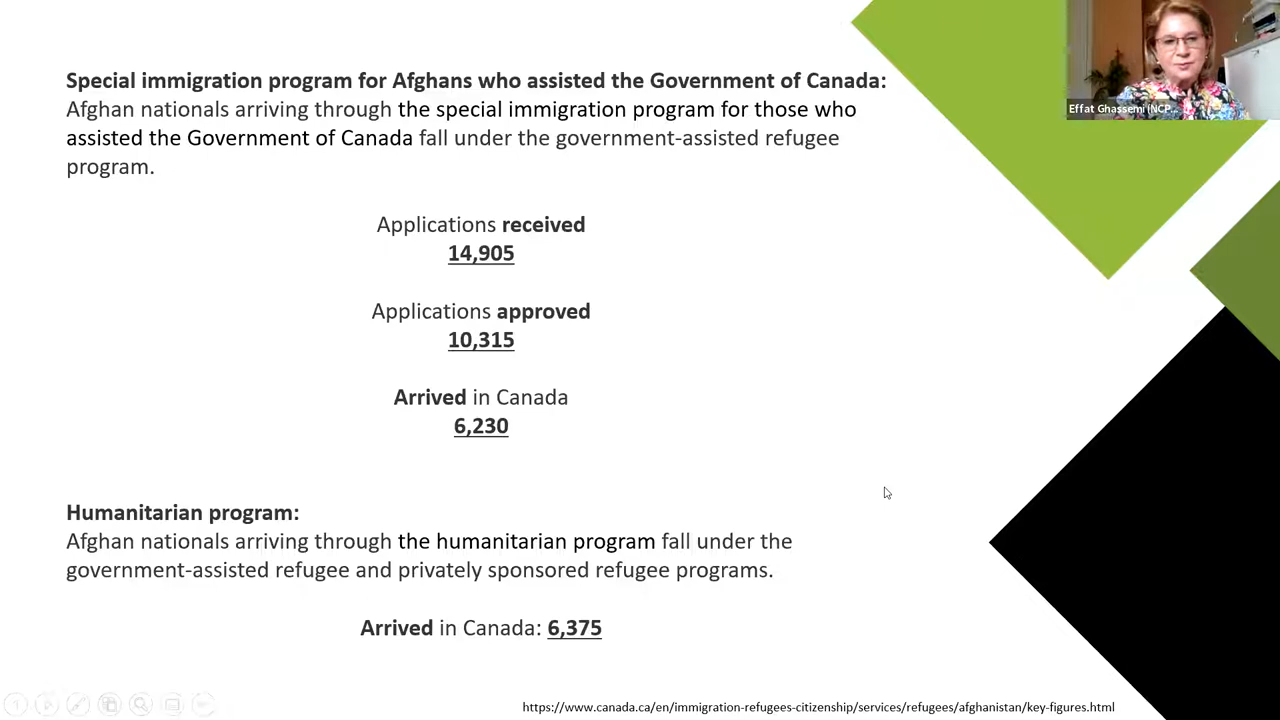 Special immigration program for Afghans who assisted the Government of Canada:
Afghan nationals arriving through the special immigration program for those who
assisted the Government of Canada fall under the government-assisted refugee
program.
Applications received
14,905
Applications approved
10,315
Arrived in Canada
6,230
Humanitarian program:
Afghan nationals arriving through the humanitarian program fall under the
government-assisted refugee and privately sponsored refugee programs.
Arrived in Canada: 6,375
https://www.canada.ca/en/immigration-refugees-citizenship/services/refugees/afghanistan/key-figures.html
Effat Ghassemi (NCP...